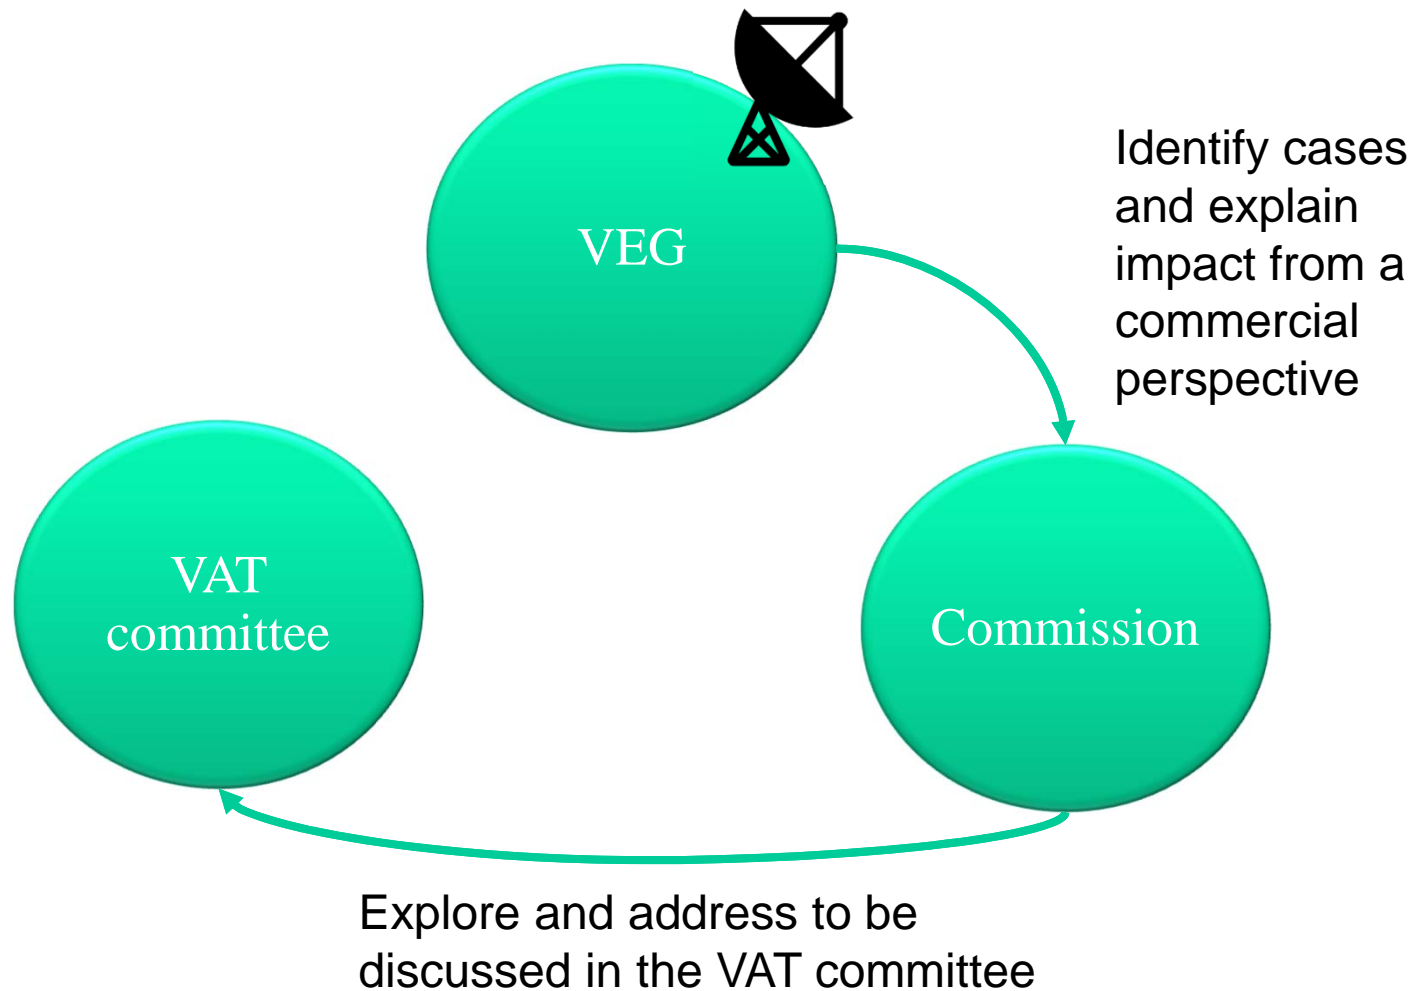 VEG
Identify cases
and explain
impact from a
commercial
perspective
VAT
committee
Commission
Explore and address to be
discussed in the VAT committee